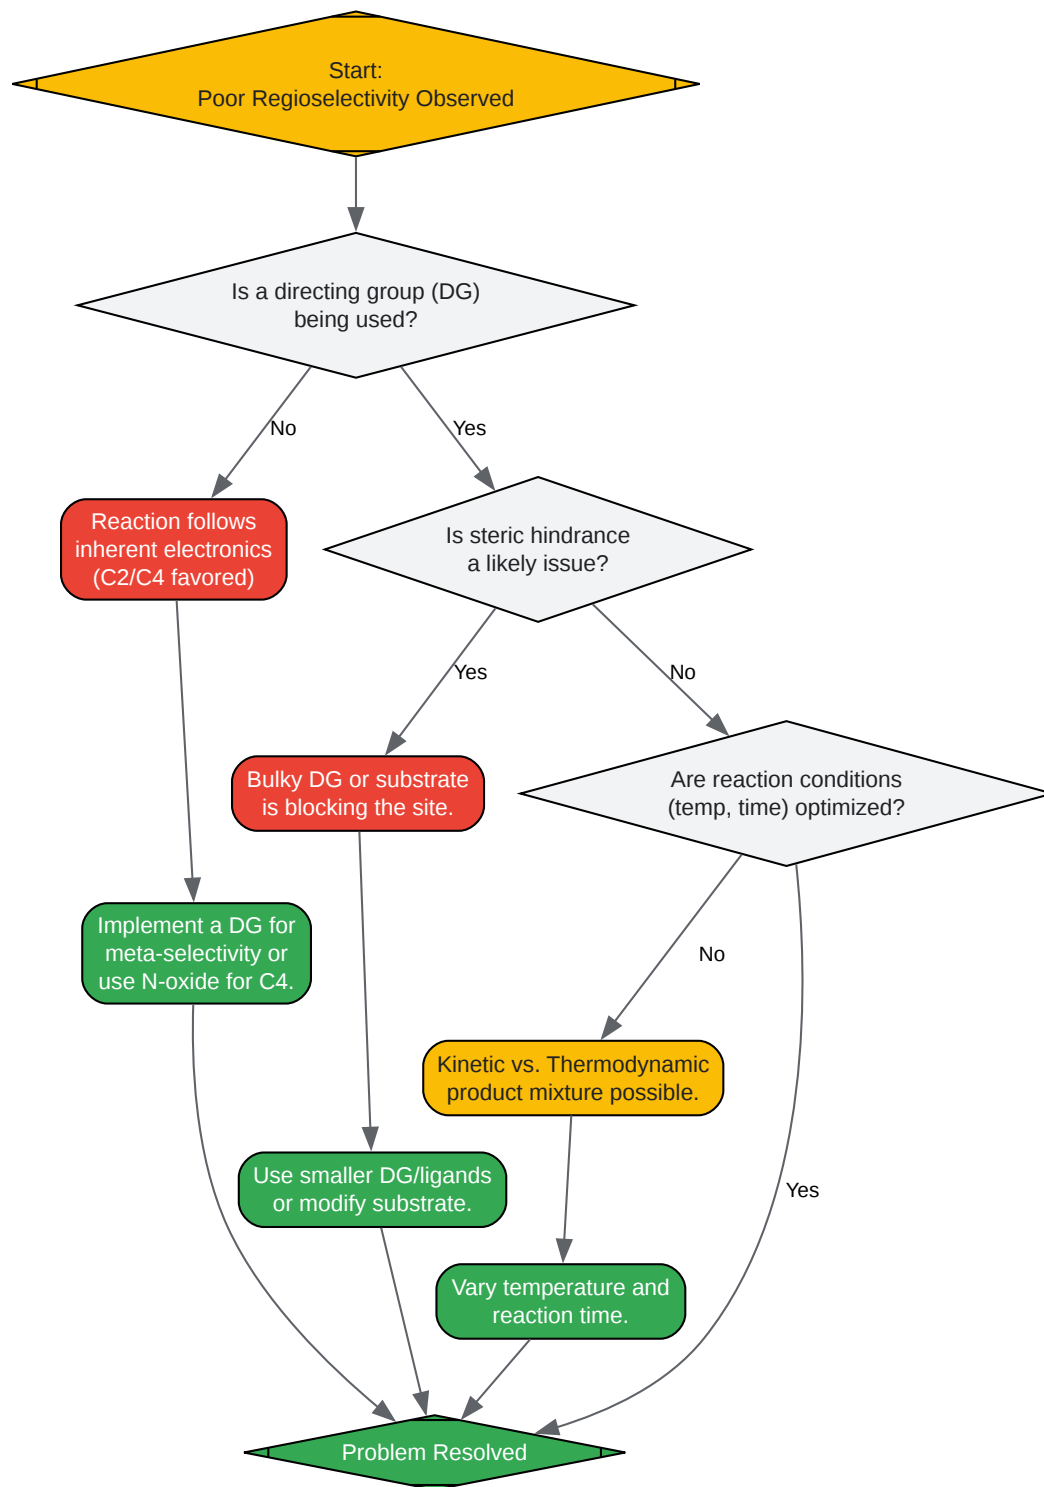 Start:
Poor Regioselectivity Observed
Is a directing group (DG)
being used?
No
Yes
Reaction follows
inherent electronics
(C2/C4 favored)
Is steric hindrance
a likely issue?
Yes
No
Bulky DG or substrate
is blocking the site.
Are reaction conditions
(temp, time) optimized?
Implement a DG for
meta-selectivity or
use N-oxide for C4.
No
Kinetic vs. Thermodynamic
product mixture possible.
Use smaller DG/ligands
or modify substrate.
Yes
Vary temperature and
reaction time.
Problem Resolved